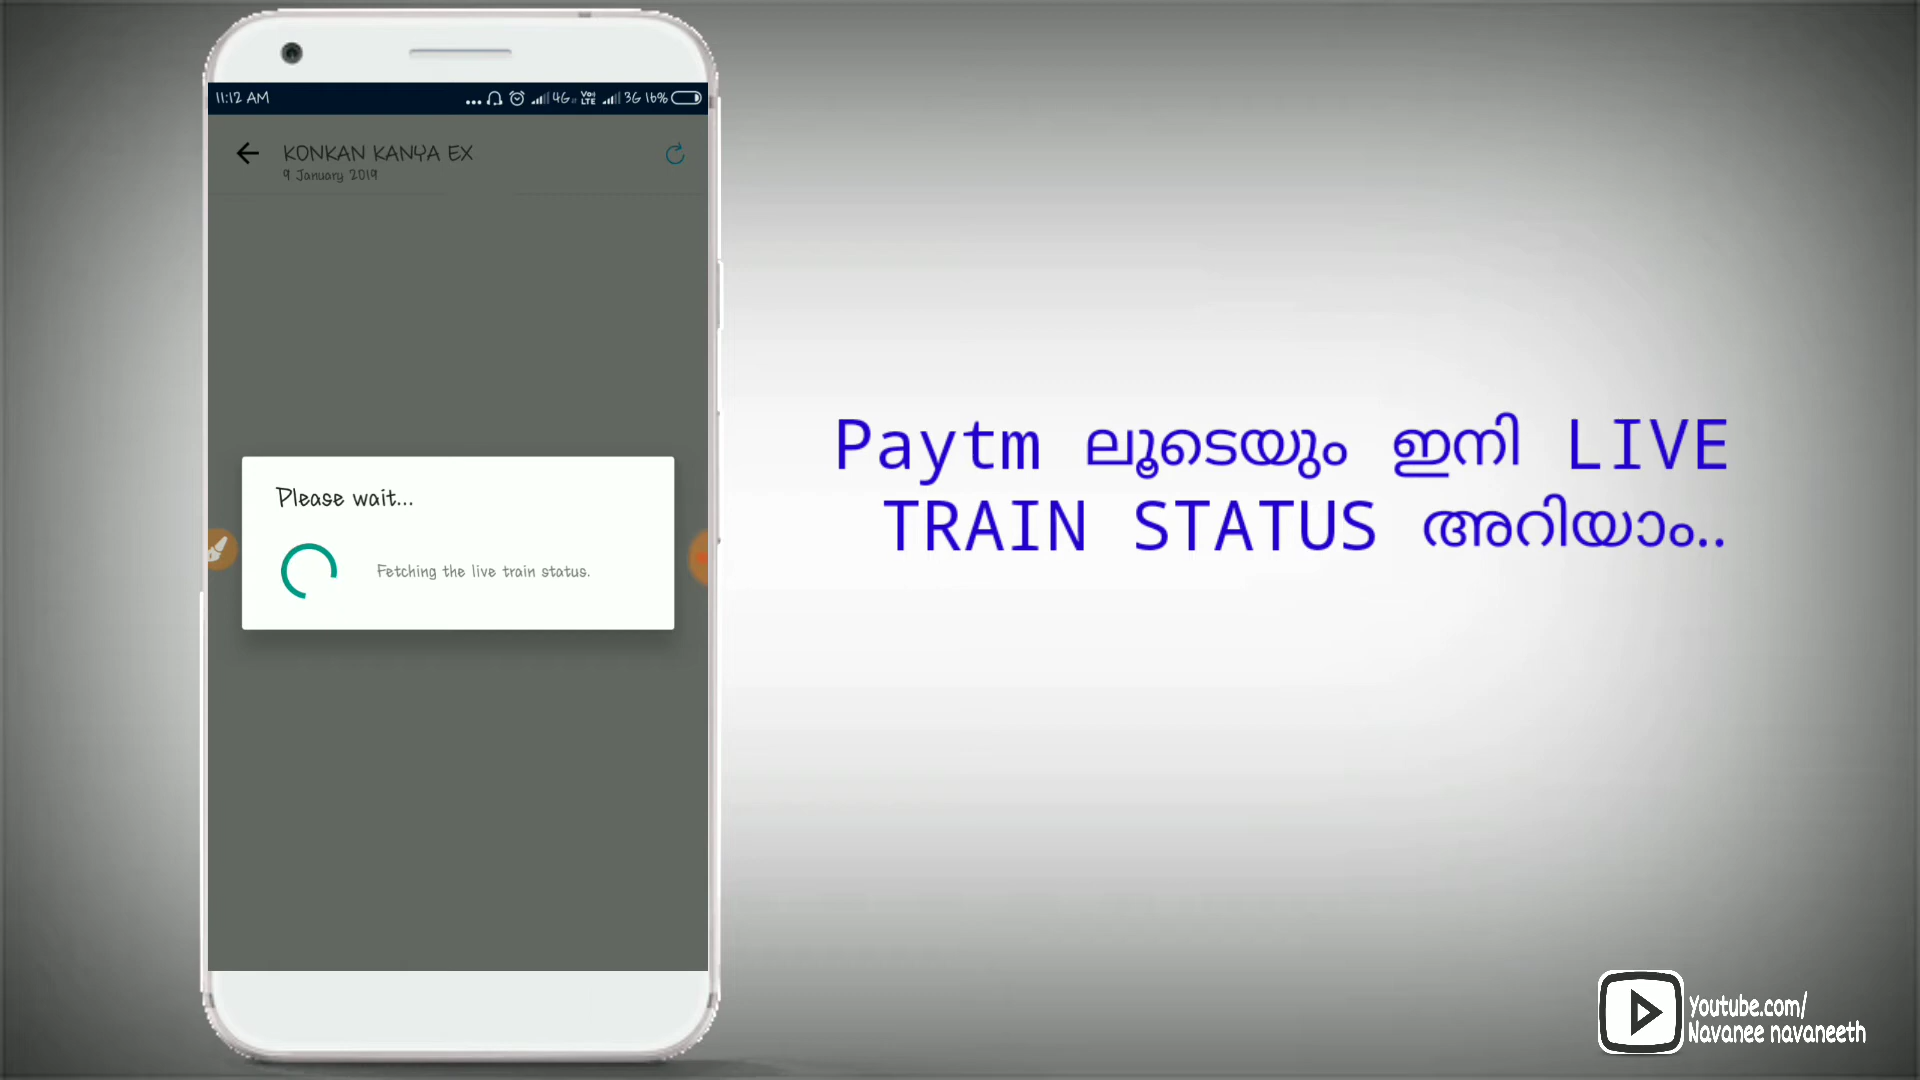 11:12 AM
4G VoLTE 3G 16%
KONKAN KANYA EX
9 January 2019
Please wait...
Fetching the live train status.
Paytm ലൂടെയും ഇനി LIVE
TRAIN STATUS അറിയാം..
Youtube.com/
Navanee navaneeth